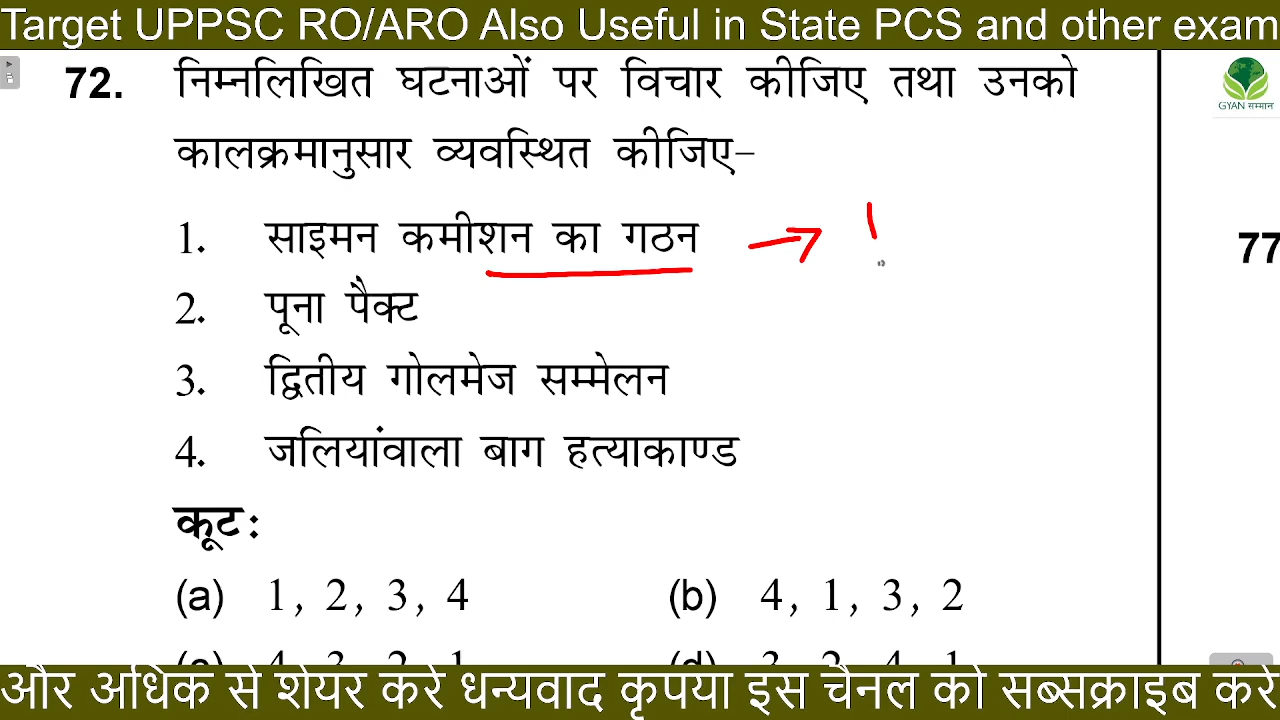 Target UPPSC RO/ARO Also Useful in State PCS and other exam
72. निम्नलिखित घटनाओं पर विचार कीजिए तथा उनको
GYAN सम्मान
कालक्रमानुसार व्यवस्थित कीजिए–
1. साइमन कमीशन का गठन
77
2. पूना पैक्ट
3. द्वितीय गोलमेज सम्मेलन
4. जलियांवाला बाग हत्याकाण्ड
कूटः
(a) 1, 2, 3, 4 (b) 4, 1, 3, 2
और अधिक से शेयर करे धन्यवाद कृपया इस चैनल को सब्सक्राइब करे